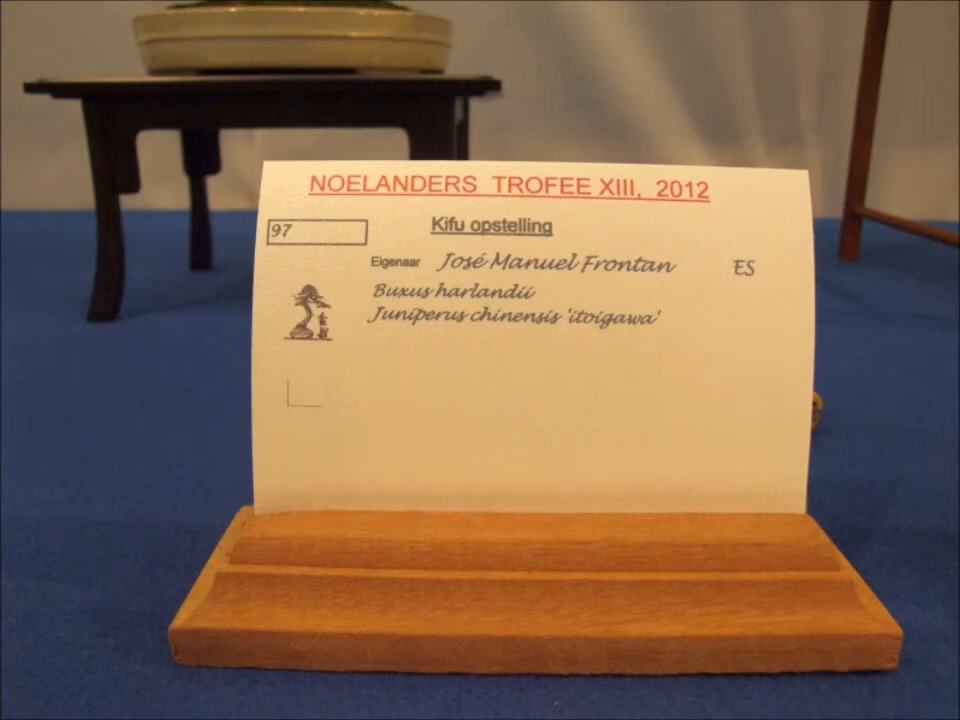 NOELANDERS TROFEE XIII, 2012
97
Kifu opstelling
Eigenaar José Manuel Frontan ES
Buxus harlandii
Juniperus chinensis 'itoigawa'